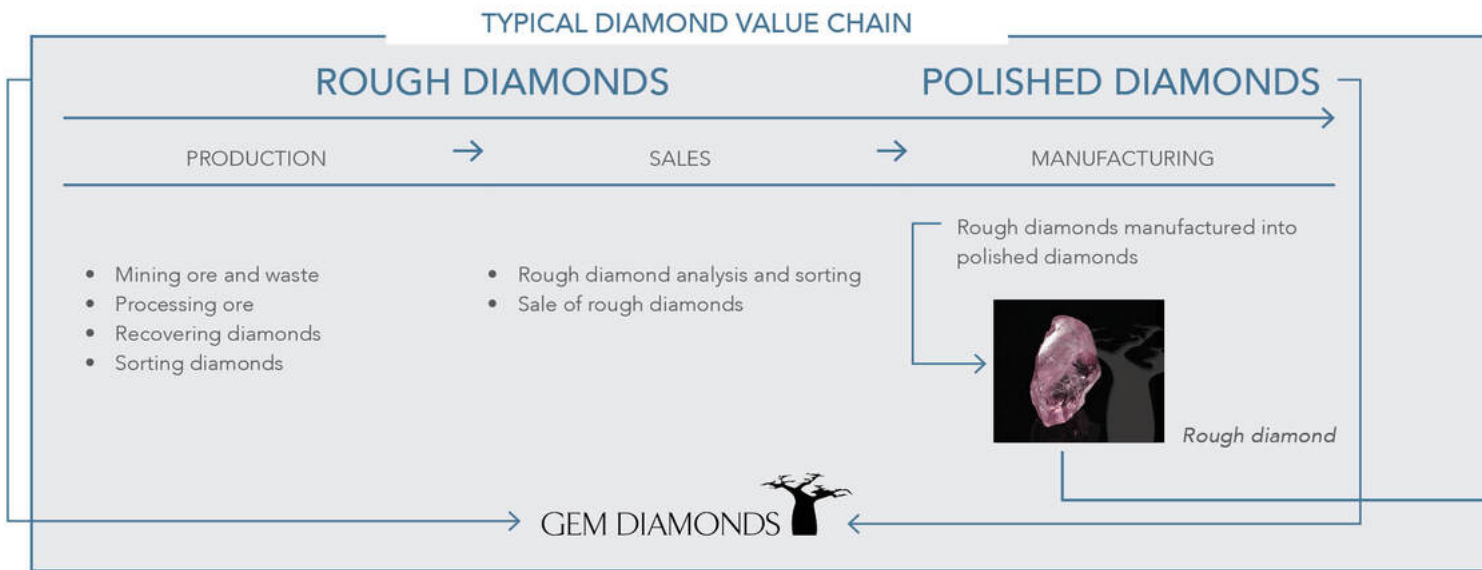 TYPICAL DIAMOND VALUE CHAIN
ROUGH DIAMONDS
POLISHED DIAMONDS
PRODUCTION
SALES
MANUFACTURING
• Mining ore and waste
• Processing ore
• Recovering diamonds
• Sorting diamonds
• Rough diamond analysis and sorting
• Sale of rough diamonds
Rough diamonds manufactured into
polished diamonds
Rough diamond
GEM DIAMONDS